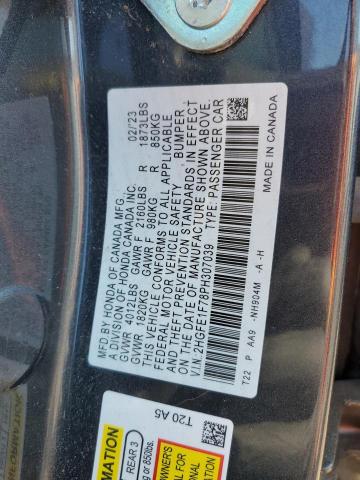 MFD BY HONDA OF CANADA MFG. 02/'23
A DIVISION OF HONDA CANADA INC.
GVWR 4012LBS GAWR F 2160LBS R 1873LBS
GVWR 1820KG GAWR F 980KG R 850KG
THIS VEHICLE CONFORMS TO ALL APPLICABLE
FEDERAL MOTOR VEHICLE SAFETY, BUMPER,
THEFT PREVENTION STANDARDS IN EFFECT
ON THE DATE OF MANUFACTURE SHOWN ABOVE.
V.I.N: 2HGFE1F78PH307039 TYPE: PASSENGER CAR
T22 P AA9 -NH904M -A -H MADE IN CANADA
T20 A5
REAR 3
g or 850lbs.